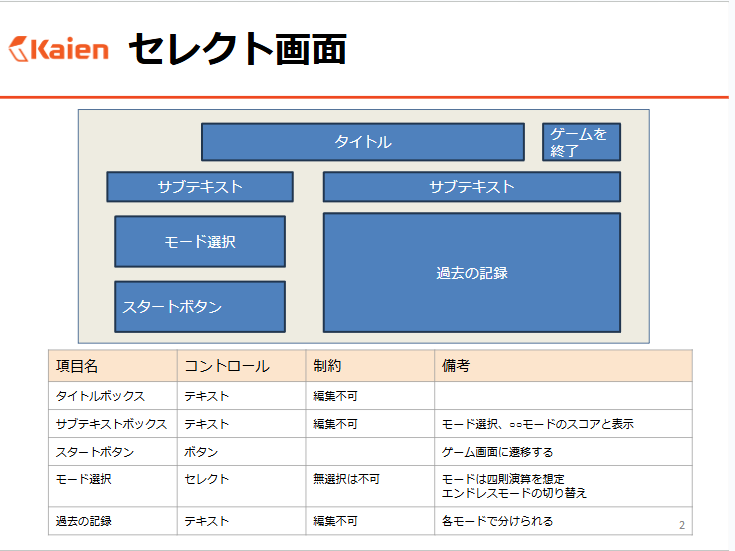 Kaien セレクト画面
タイトル
ゲームを
終了
サブテキスト
サブテキスト
モード選択
過去の記録
スタートボタン
項目名 コントロール 制約 備考
タイトルボックス テキスト 編集不可
サブテキストボックス テキスト 編集不可 モード選択、○○モードのスコアと表示
スタートボタン ボタン ゲーム画面に遷移する
モード選択 セレクト 無選択は不可 モードは四則演算を想定
エンドレスモードの切り替え
過去の記録 テキスト 編集不可 各モードで分けられる
2